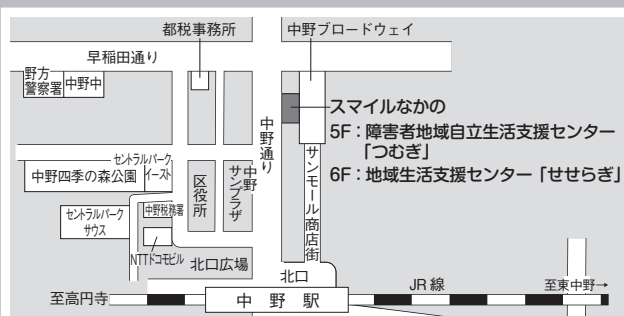 都税事務所
中野ブロードウェイ
早稲田通り
野方
警察署
中野中
スマイルなかの
5F：障害者地域自立生活支援センター
「つむぎ」
6F：地域生活支援センター「せせらぎ」
中野通り
サンモール商店街
セントラルパーク
イースト
中野四季の森公園
区役所
中野
サンプラザ
セントラルパーク
サウス
中野税務署
NTTドコモビル
北口広場
北口
JR線
至東中野→
至高円寺
中野駅